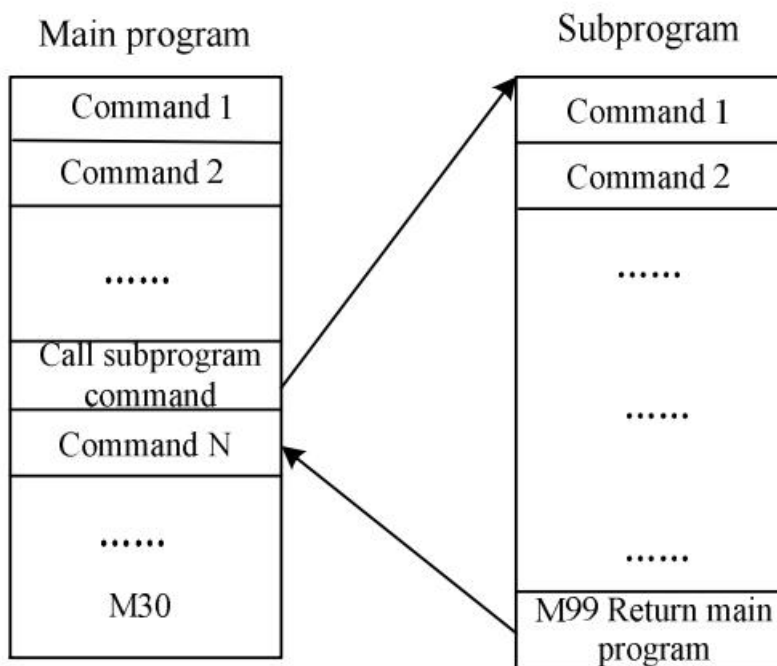 Main program
Command 1
Command 2
......
Call subprogram
command
Command N
......
M30
Subprogram
Command 1
Command 2
......
......
......
M99 Return main
program